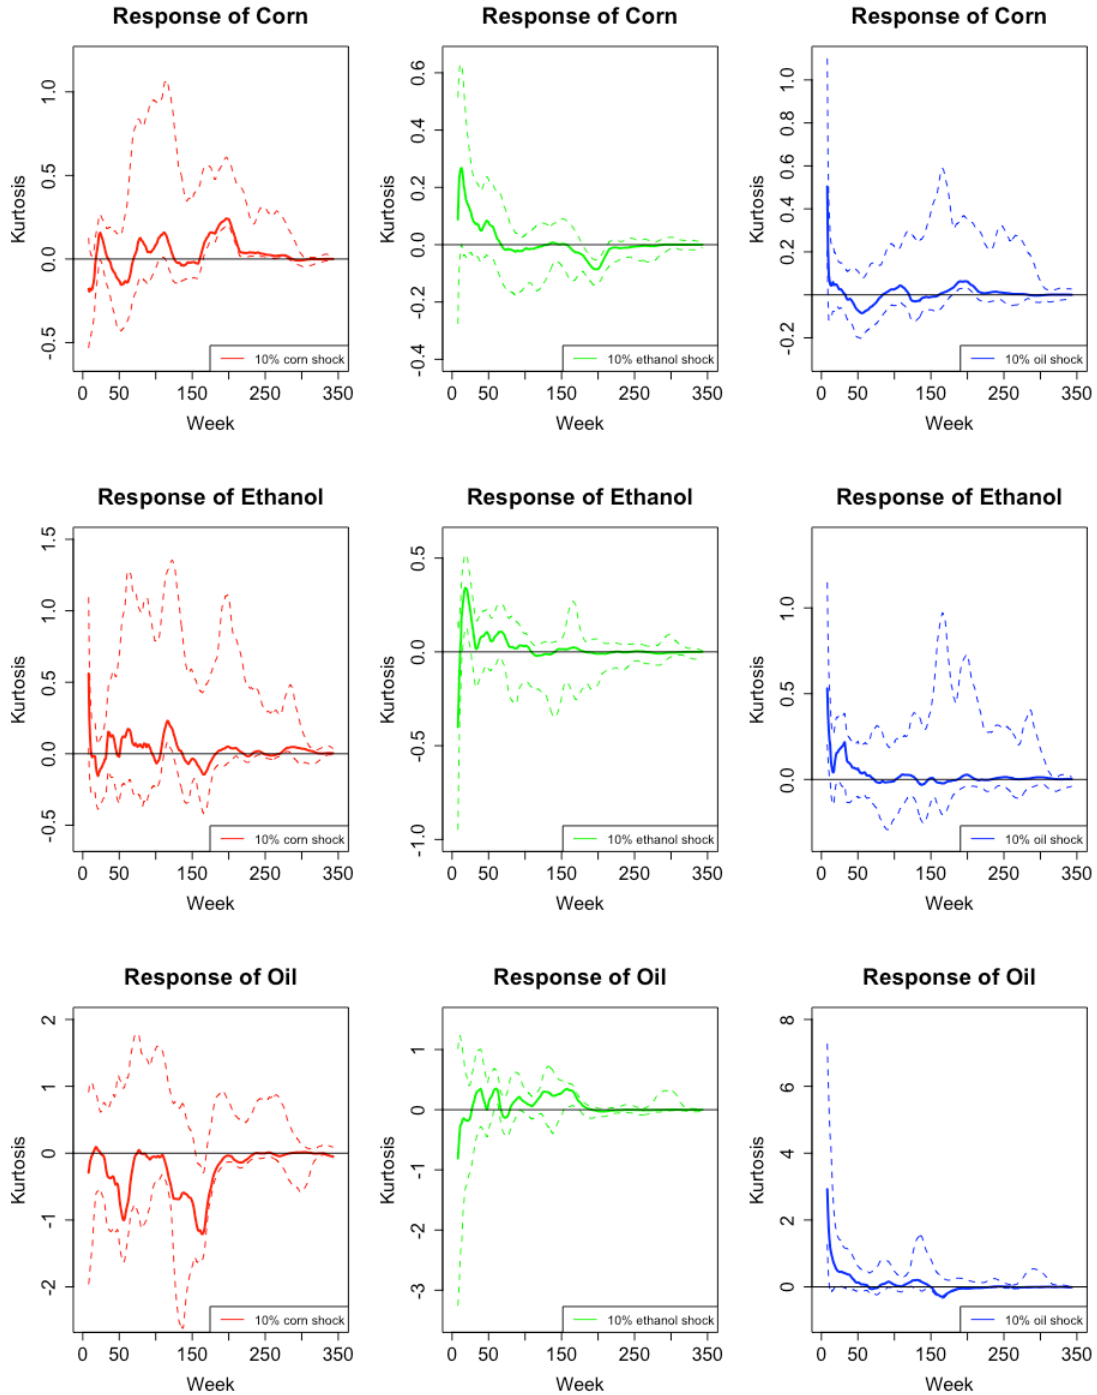 Response of Corn
Kurtosis
1.0
0.5
0.0
-0.5
10% corn shock
0 50 150 250 350
Week
Response of Corn
Kurtosis
0.6
0.4
0.2
0.0
-0.2
-0.4
10% ethanol shock
0 50 150 250 350
Week
Response of Corn
Kurtosis
1.0
0.8
0.6
0.4
0.2
-0.2
10% oil shock
0 50 150 250 350
Week
Response of Ethanol
Kurtosis
1.5
1.0
0.5
0.0
-0.5
10% corn shock
0 50 150 250 350
Week
Response of Ethanol
Kurtosis
0.5
0.0
-0.5
-1.0
10% ethanol shock
0 50 150 250 350
Week
Response of Ethanol
Kurtosis
1.0
0.5
0.0
10% oil shock
0 50 150 250 350
Week
Response of Oil
Kurtosis
2
1
0
-1
-2
10% corn shock
0 50 150 250 350
Week
Response of Oil
Kurtosis
1
0
-1
-2
-3
10% ethanol shock
0 50 150 250 350
Week
Response of Oil
Kurtosis
8
6
4
2
0
10% oil shock
0 50 150 250 350
Week